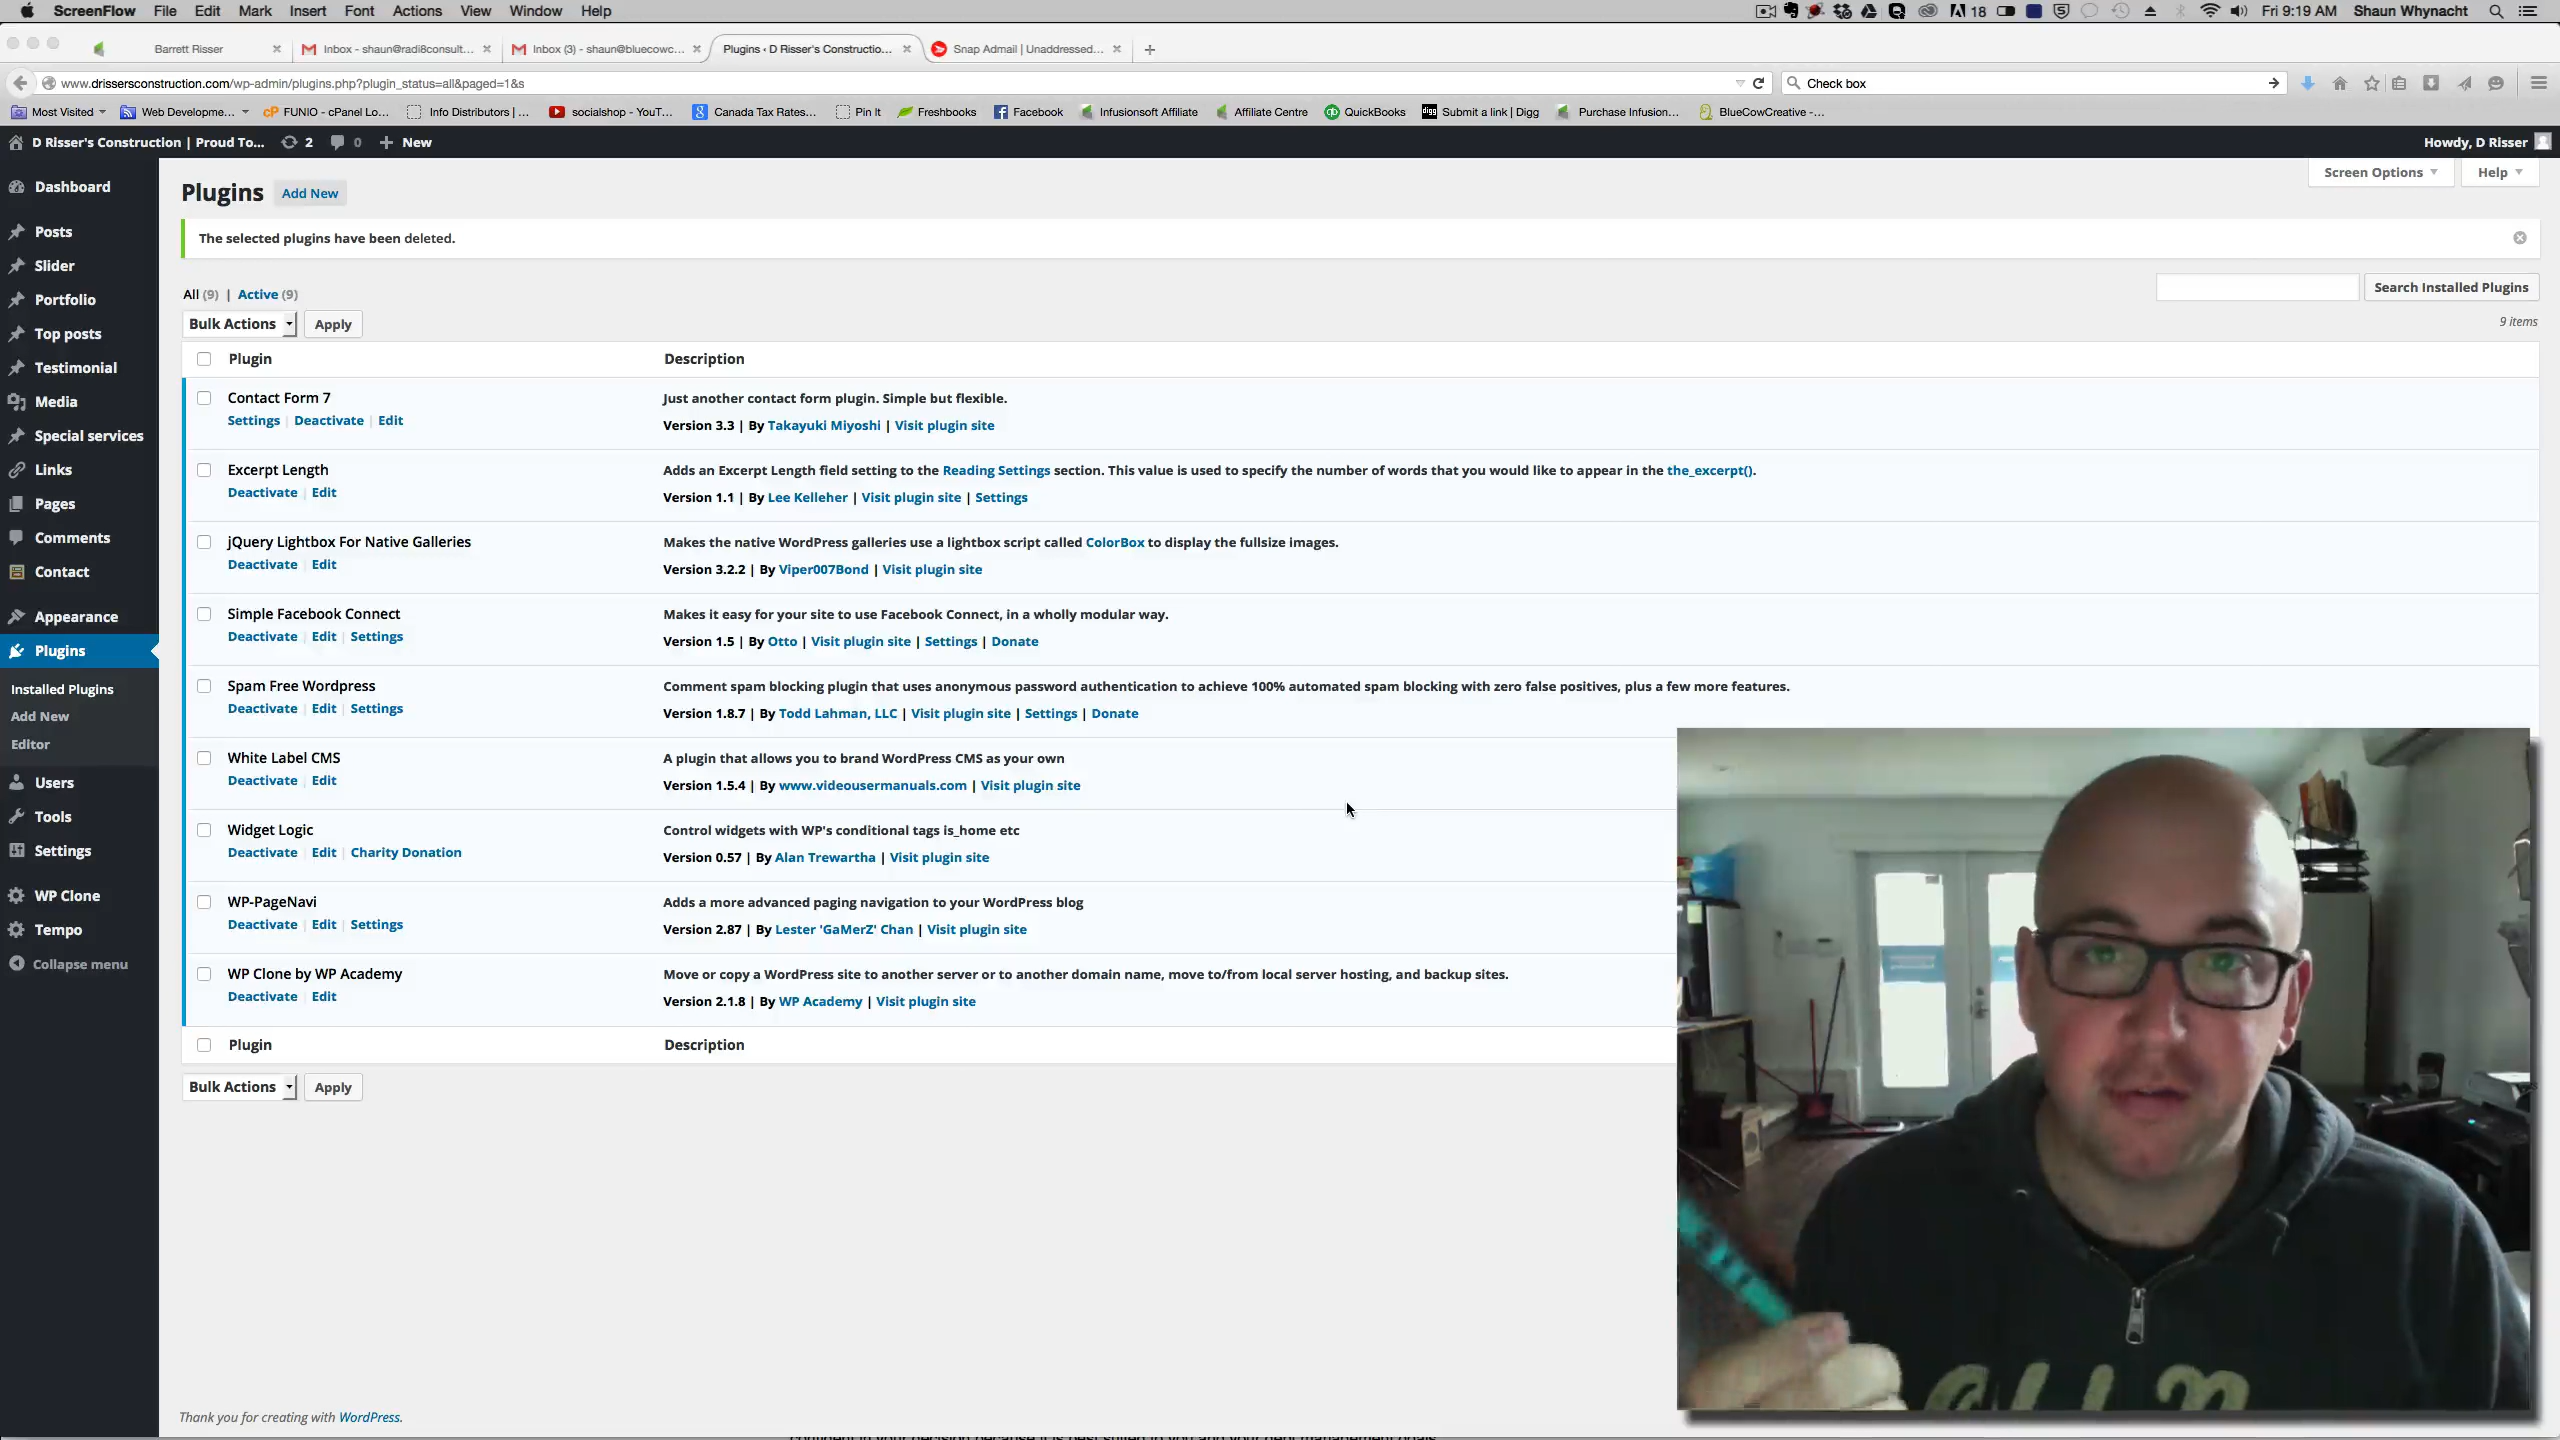 ScreenFlow File Edit Mark Insert Font Actions View Window Help 18 Fri 9:19 AM Shaun Whynacht
Barrett Risser Inbox - shaun@radi8consult... Inbox (3) - shaun@bluecowc... Plugins ‹ D Risser's Constructio... Snap Admail | Unaddressed...
www.drissersconstruction.com/wp-admin/plugins.php?plugin_status=all&paged=1&s Check box
Most Visited Web Developme... cP FUNIO - cPanel Lo... Info Distributors | ... socialshop - YouT... Canada Tax Rates... Pin It Freshbooks Facebook Infusionsoft Affiliate Affiliate Centre QuickBooks Submit a link | Digg Purchase Infusion... BlueCowCreative -...
D Risser's Construction | Proud To... 2 0 + New Howdy, D Risser
Dashboard
Posts
Slider
Portfolio
Top posts
Testimonial
Media
Special services
Links
Pages
Comments
Contact
Appearance
Plugins
Installed Plugins
Add New
Editor
Users
Tools
Settings
WP Clone
Tempo
Collapse menu
Screen Options Help
Plugins Add New
The selected plugins have been deleted.
All (9) | Active (9)
Search Installed Plugins
Bulk Actions Apply
9 items
Plugin Description
Contact Form 7
Settings | Deactivate | Edit
Just another contact form plugin. Simple but flexible.
Version 3.3 | By Takayuki Miyoshi | Visit plugin site
Excerpt Length
Deactivate | Edit
Adds an Excerpt Length field setting to the Reading Settings section. This value is used to specify the number of words that you would like to appear in the the_excerpt().
Version 1.1 | By Lee Kelleher | Visit plugin site | Settings
jQuery Lightbox For Native Galleries
Deactivate | Edit
Makes the native WordPress galleries use a lightbox script called ColorBox to display the fullsize images.
Version 3.2.2 | By Viper007Bond | Visit plugin site
Simple Facebook Connect
Deactivate | Edit | Settings
Makes it easy for your site to use Facebook Connect, in a wholly modular way.
Version 1.5 | By Otto | Visit plugin site | Settings | Donate
Spam Free Wordpress
Deactivate | Edit | Settings
Comment spam blocking plugin that uses anonymous password authentication to achieve 100% automated spam blocking with zero false positives, plus a few more features.
Version 1.8.7 | By Todd Lahman, LLC | Visit plugin site | Settings | Donate
White Label CMS
Deactivate | Edit
A plugin that allows you to brand WordPress CMS as your own
Version 1.5.4 | By www.videousermanuals.com | Visit plugin site
Widget Logic
Deactivate | Edit | Charity Donation
Control widgets with WP's conditional tags is_home etc
Version 0.57 | By Alan Trewartha | Visit plugin site
WP-PageNavi
Deactivate | Edit | Settings
Adds a more advanced paging navigation to your WordPress blog
Version 2.87 | By Lester 'GaMerZ' Chan | Visit plugin site
WP Clone by WP Academy
Deactivate | Edit
Move or copy a WordPress site to another server or to another domain name, move to/from local server hosting, and backup sites.
Version 2.1.8 | By WP Academy | Visit plugin site
Plugin Description
Bulk Actions Apply
Thank you for creating with WordPress.